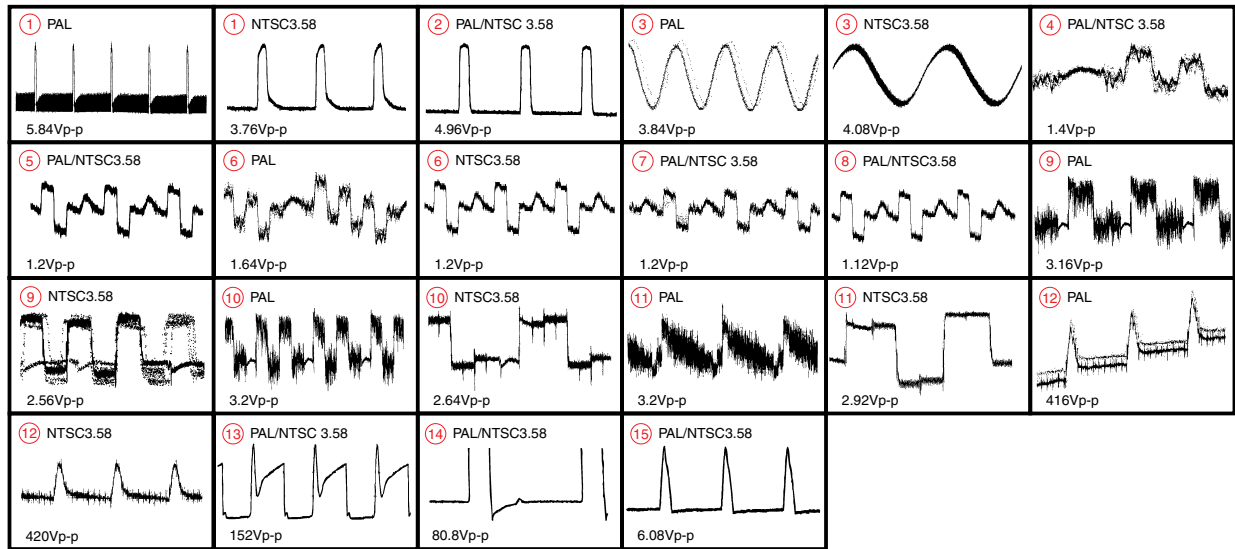 1 PAL
5.84Vp-p
1 NTSC3.58
3.76Vp-p
2 PAL/NTSC 3.58
4.96Vp-p
3 PAL
3.84Vp-p
3 NTSC3.58
4.08Vp-p
4 PAL/NTSC 3.58
1.4Vp-p
5 PAL/NTSC3.58
1.2Vp-p
6 PAL
1.64Vp-p
6 NTSC3.58
1.2Vp-p
7 PAL/NTSC 3.58
1.2Vp-p
8 PAL/NTSC3.58
1.12Vp-p
9 PAL
3.16Vp-p
9 NTSC3.58
2.56Vp-p
10 PAL
3.2Vp-p
10 NTSC3.58
2.64Vp-p
11 PAL
3.2Vp-p
11 NTSC3.58
2.92Vp-p
12 PAL
416Vp-p
12 NTSC3.58
420Vp-p
13 PAL/NTSC 3.58
152Vp-p
14 PAL/NTSC3.58
80.8Vp-p
15 PAL/NTSC3.58
6.08Vp-p